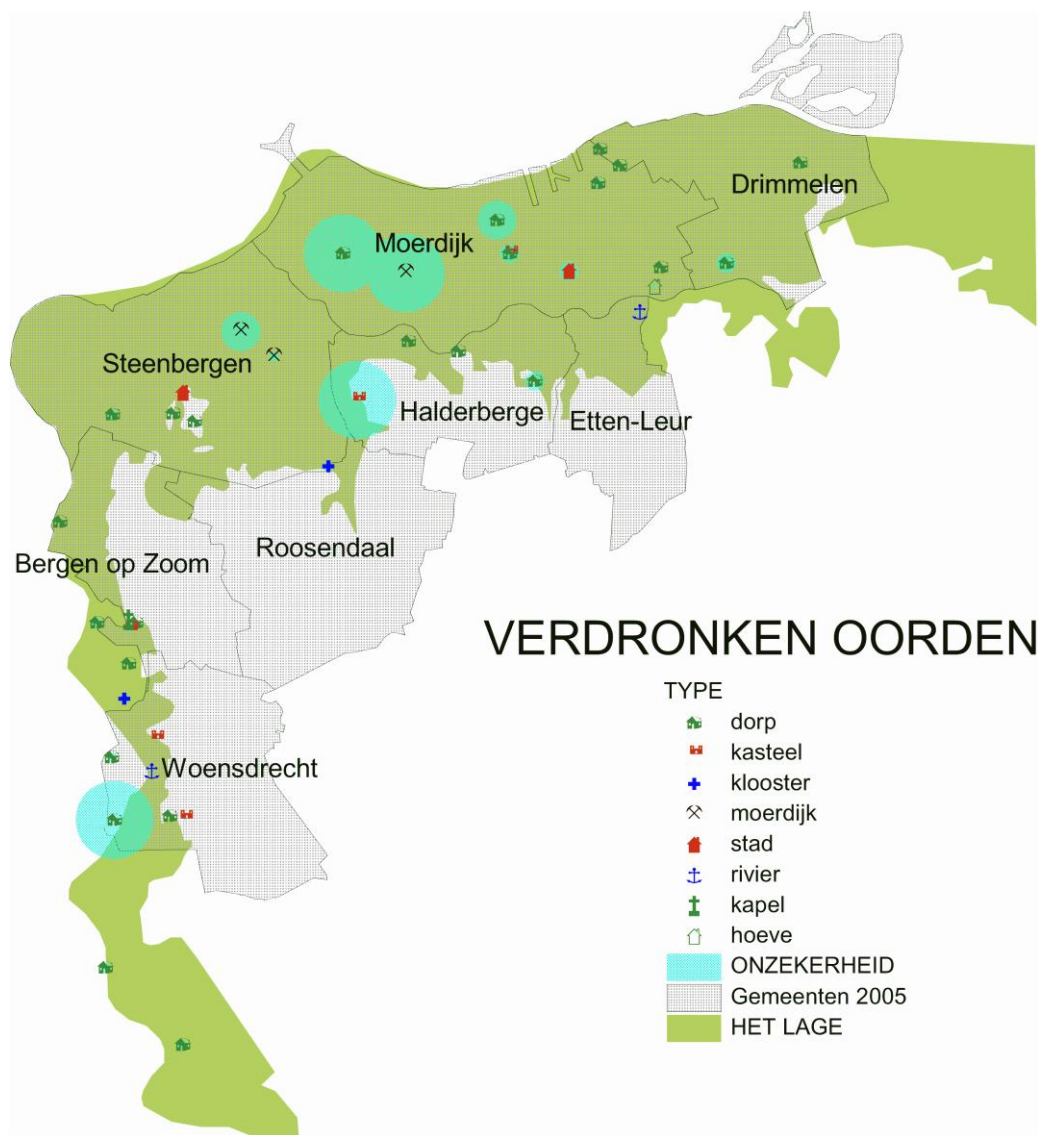 Drimmelen
Moerdijk
Steenbergen
Halderberge
Etten-Leur
Roosendaal
Bergen op Zoom
Woensdrecht
VERDRONKEN OORDEN
TYPE
dorp
kasteel
klooster
moerdijk
stad
rivier
kapel
hoeve
ONZEKERHEID
Gemeenten 2005
HET LAGE